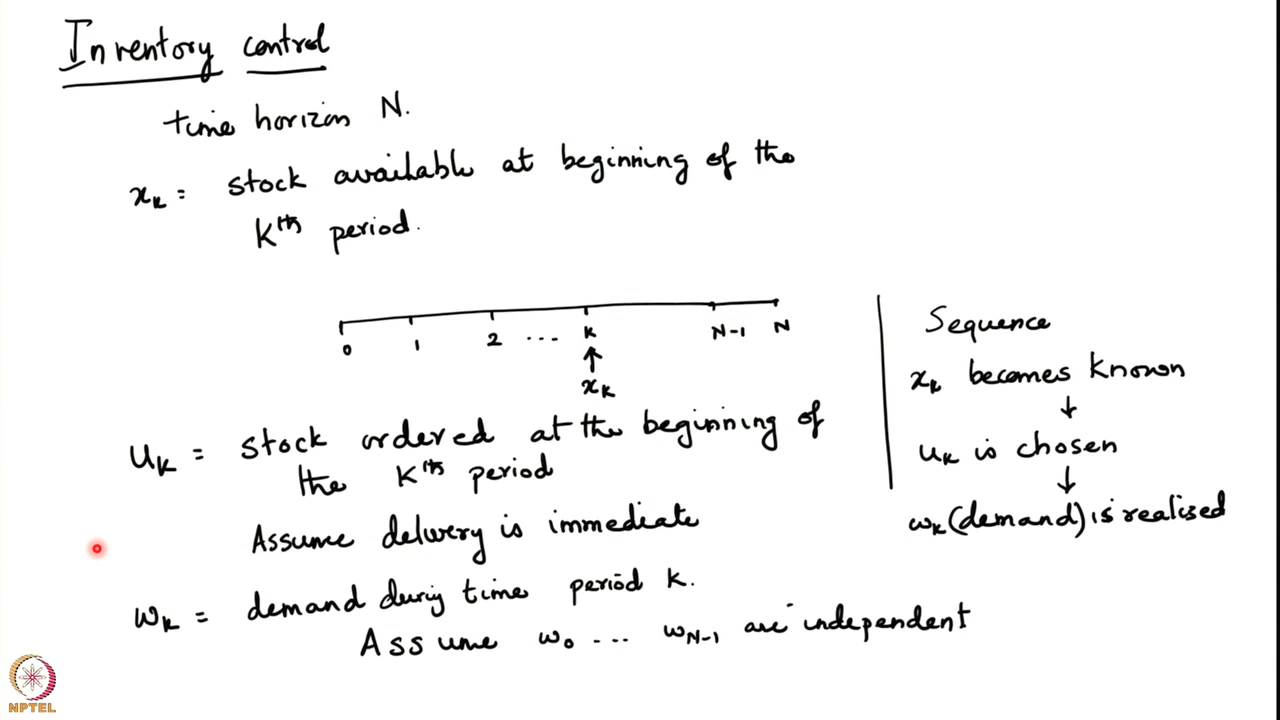 Inventory control
time horizon N.
x_k = stock available at beginning of the
K^th period.
0 1 2 ... k N-1 N
x_k
u_k = stock ordered at the beginning of
the K^th period
Assume delivery is immediate
w_k = demand during time period k.
Assume w_0 ... w_{N-1} are independent
Sequence
x_k becomes known
↓
u_k is chosen
↓
w_k (demand) is realised
NPTEL